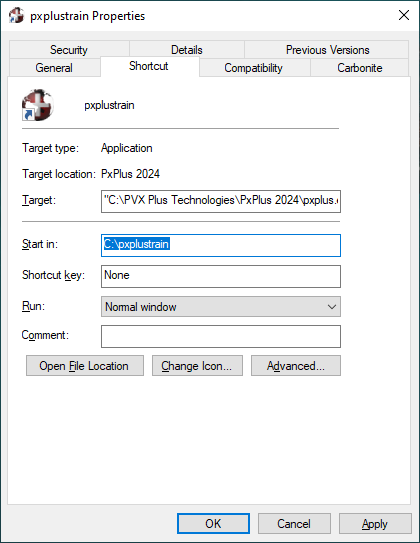 pxplustrain Properties
Security Details Previous Versions
General Shortcut Compatibility Carbonite
pxplustrain
Target type: Application
Target location: PxPlus 2024
Target: "C:\PVX Plus Technologies\PxPlus 2024\pxplus.e
Start in: C:\pxplustrain
Shortcut key: None
Run: Normal window
Comment:
Open File Location Change Icon... Advanced...
OK Cancel Apply